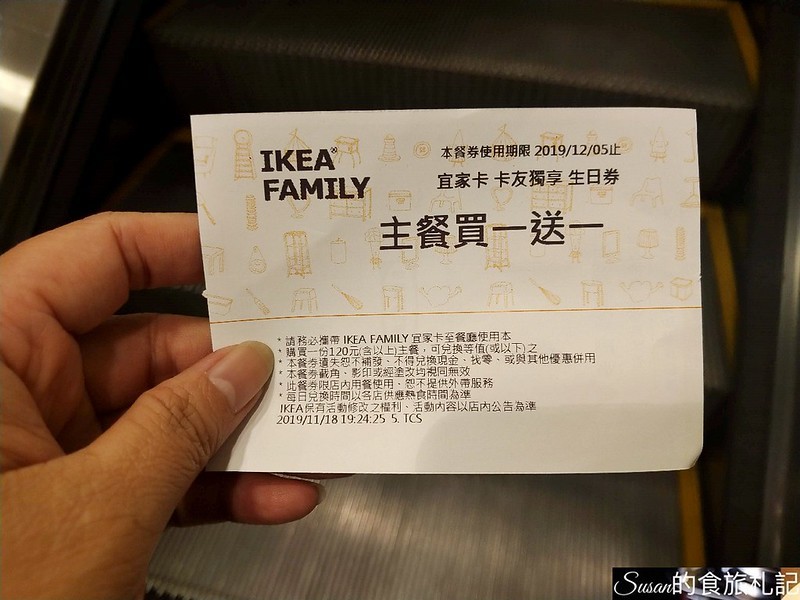 IKEA®
FAMILY
本餐券使用期限 2019/12/05止
宜家卡 卡友獨享 生日券
主餐買一送一
* 請務必攜帶 IKEA FAMILY 宜家卡至餐廳使用本
* 購買一份120元(含以上)主餐，可兌換等值(或以下)之
* 本餐券遺失恕不補發、不得兌換現金、找零、或與其他優惠併用
* 本餐券截角、影印或經塗改均視同無效
* 此餐券限店內用餐使用、恕不提供外帶服務
* 每日兌換時間以各店供應熱食時間為準
IKEA保有活動修改之權利、活動內容以店內公告為準
2019/11/18 19:24:25 5. TCS
Susan的食旅札記